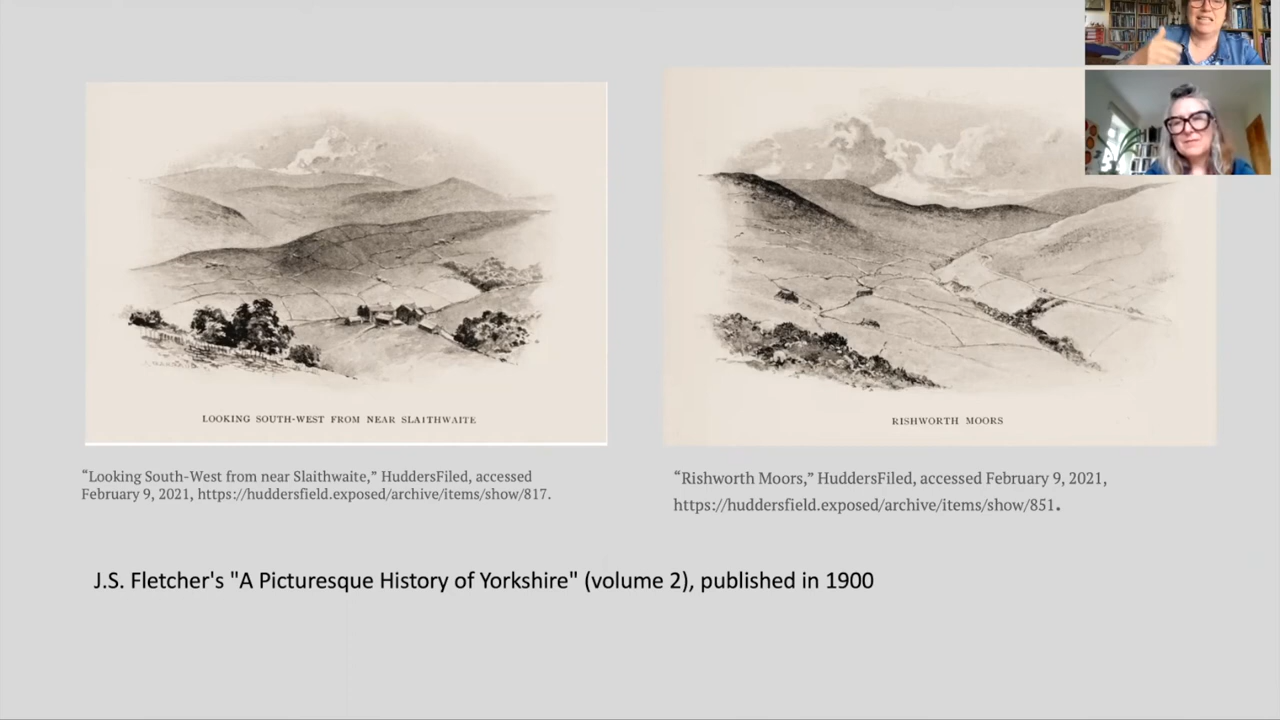 LOOKING SOUTH-WEST FROM NEAR SLAITHWAITE
“Looking South-West from near Slaithwaite,” HuddersFiled, accessed
February 9, 2021, https://huddersfield.exposed/archive/items/show/817.
RISHWORTH MOORS
“Rishworth Moors,” HuddersFiled, accessed February 9, 2021,
https://huddersfield.exposed/archive/items/show/851.
J.S. Fletcher's "A Picturesque History of Yorkshire" (volume 2), published in 1900